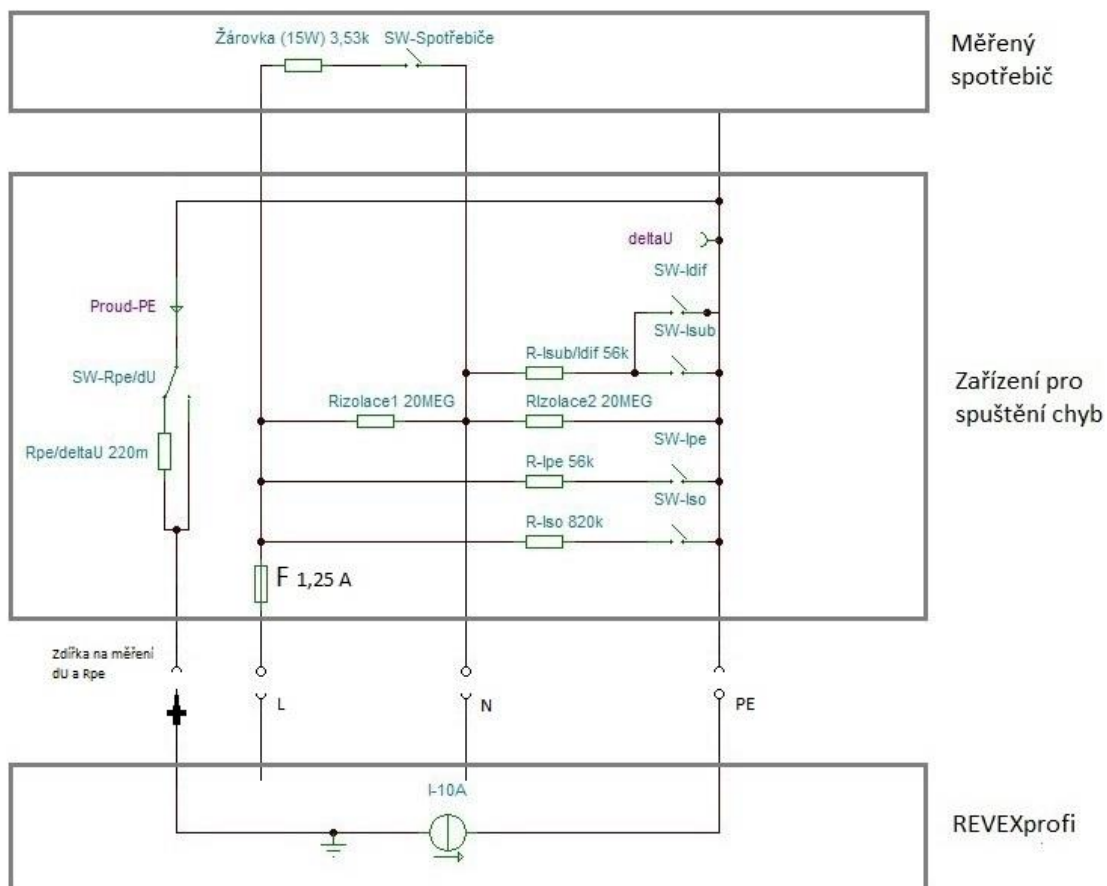 Žárovka (15W) 3,53k SW-Spotřebiče
Měřený
spotřebič
deltaU
SW-Idif
Proud-PE
SW-Isub
R-Isub/Idif 56k
SW-Rpe/dU
Rizolace1 20MEG
RIzolace2 20MEG
Zařízení pro
spuštění chyb
SW-Ipe
Rpe/deltaU 220m
R-Ipe 56k
SW-Iso
R-Iso 820k
F 1,25 A
Zdířka na měření
dU a Rpe
L
N
PE
I-10A
REVEXprofi